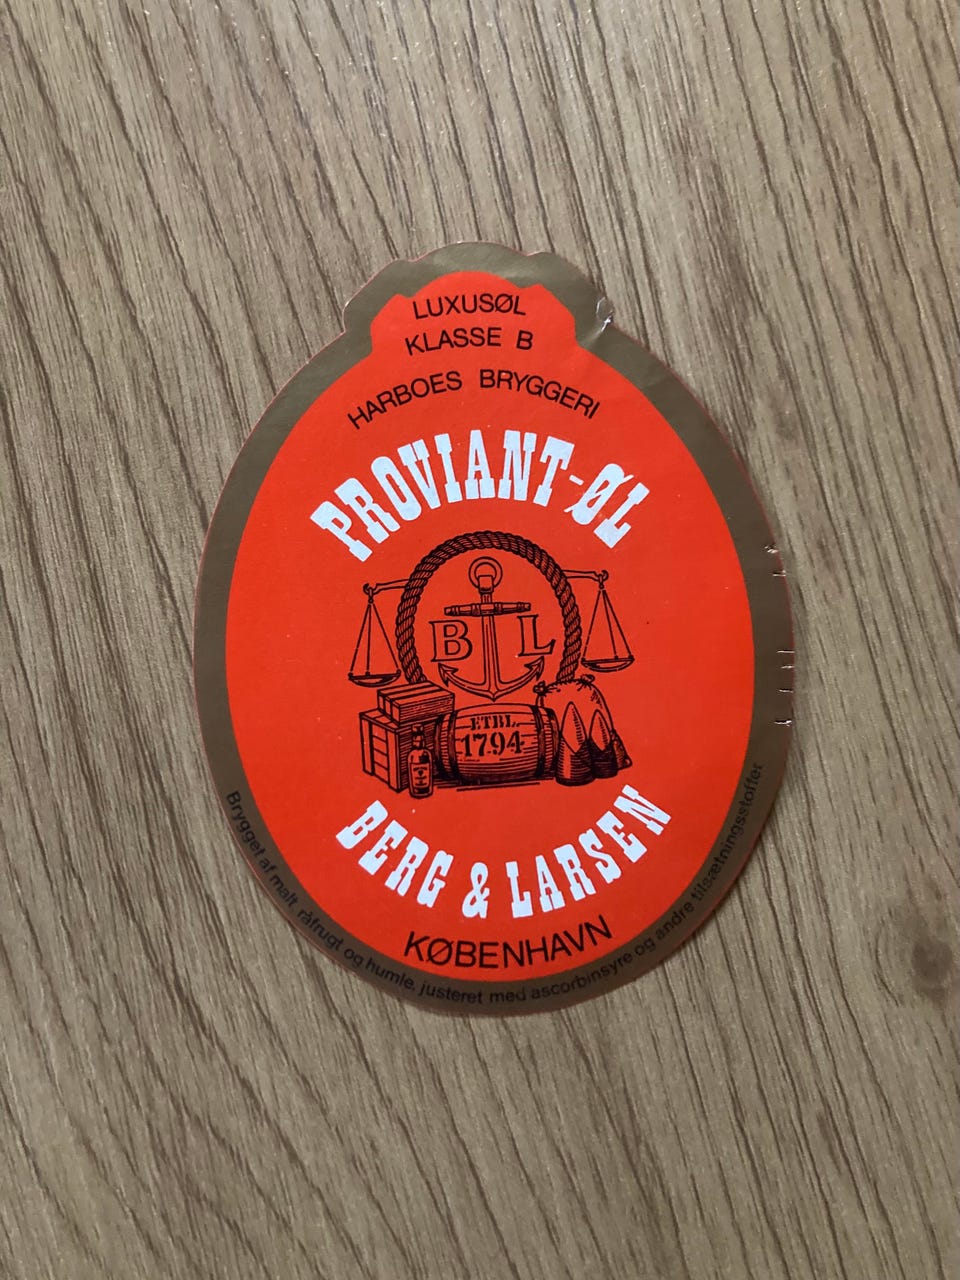 LUXUSØL
KLASSE B
HARBOES BRYGGERI
PROVIANT-ØL
B L
ETBL.
1794
BERG & LARSEN
KØBENHAVN
Brygget af malt, råfrugt og humle, justeret med ascorbinsyre og andre tilsætningsstoffer